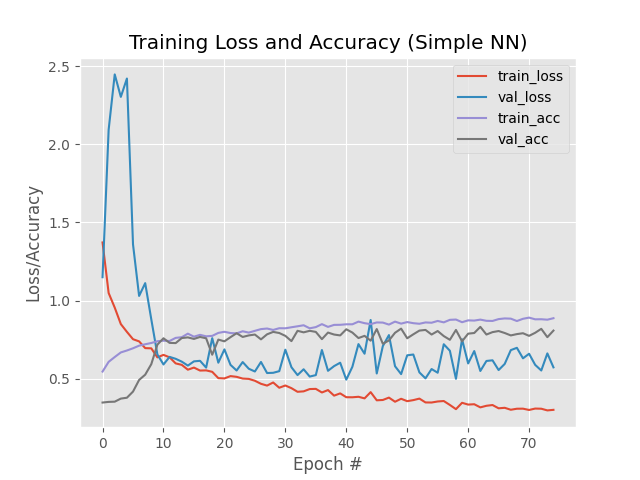 Training Loss and Accuracy (Simple NN)
train_loss
val_loss
train_acc
val_acc
2.5
2.0
1.5
1.0
0.5
Loss/Accuracy
0 10 20 30 40 50 60 70
Epoch #